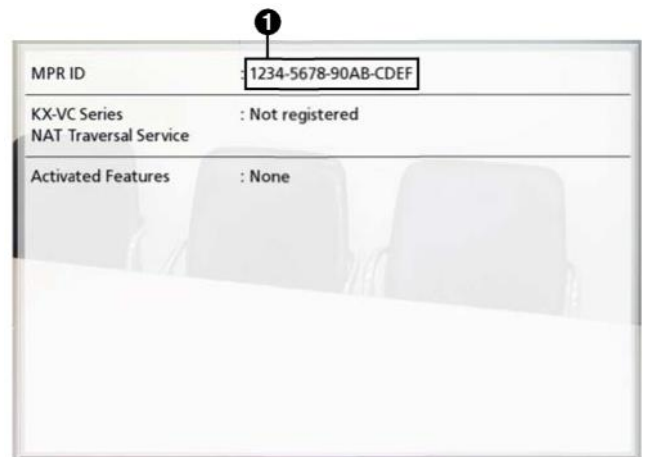 1
MPR ID : 1234-5678-90AB-CDEF
KX-VC Series : Not registered
NAT Traversal Service
Activated Features : None